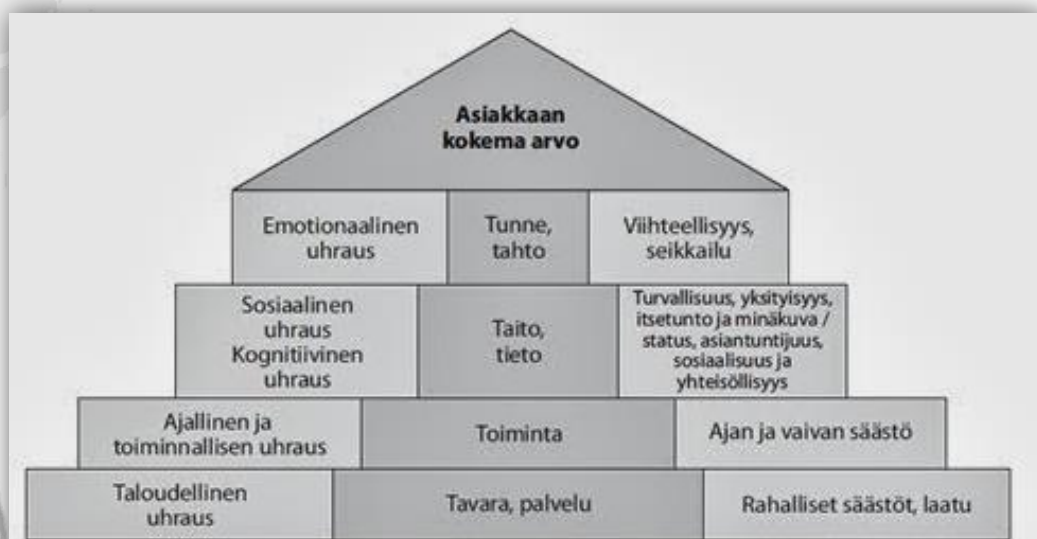 Asiakkaan
kokema arvo
Emotionaalinen
uhraus
Tunne,
tahto
Viihteellisyys,
seikkailu
Sosiaalinen
uhraus
Kognitiivinen
uhraus
Taito,
tieto
Turvallisuus, yksityisyys,
itsetunto ja minäkuva /
status, asiantuntijuus,
sosiaalisuus ja
yhteisöllisyys
Ajallinen ja
toiminnallisen uhraus
Toiminta
Ajan ja vaivan säästö
Taloudellinen
uhraus
Tavara, palvelu
Rahalliset säästöt, laatu